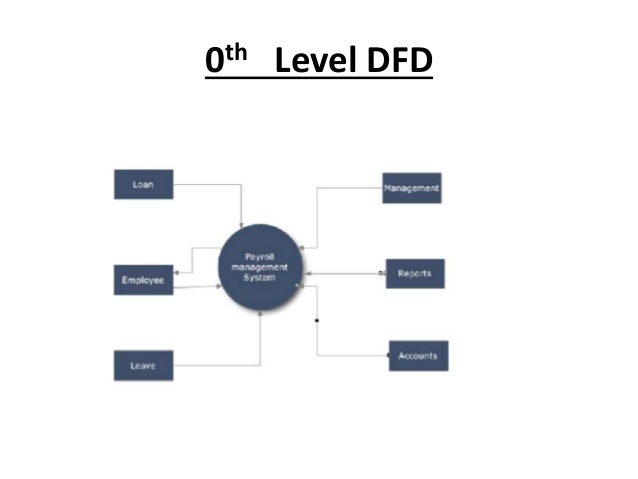 0th Level DFD
Loan
Management
Payroll
management
System
Employee
Reports
Leave
Accounts